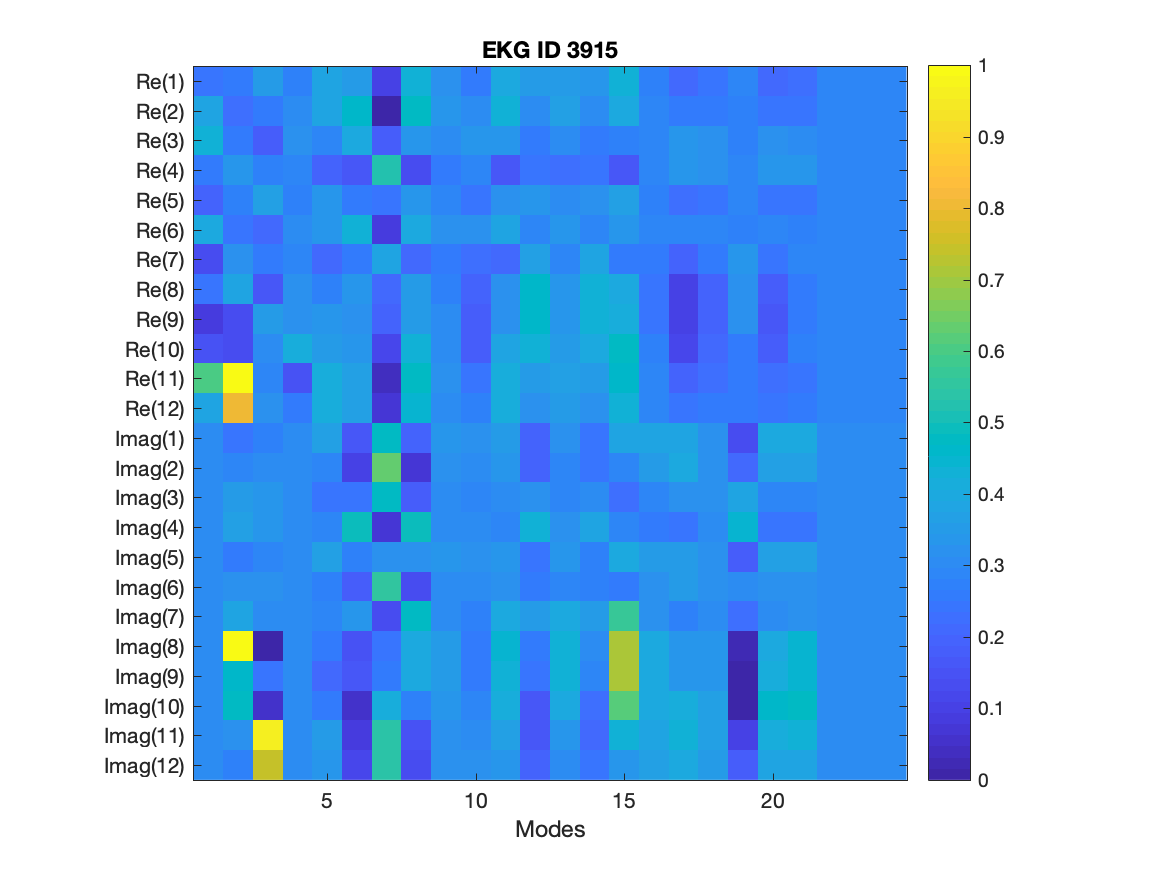 EKG ID 3915
Re(1)
Re(2)
Re(3)
Re(4)
Re(5)
Re(6)
Re(7)
Re(8)
Re(9)
Re(10)
Re(11)
Re(12)
Imag(1)
Imag(2)
Imag(3)
Imag(4)
Imag(5)
Imag(6)
Imag(7)
Imag(8)
Imag(9)
Imag(10)
Imag(11)
Imag(12)
5 10 15 20
Modes
1
0.9
0.8
0.7
0.6
0.5
0.4
0.3
0.2
0.1
0